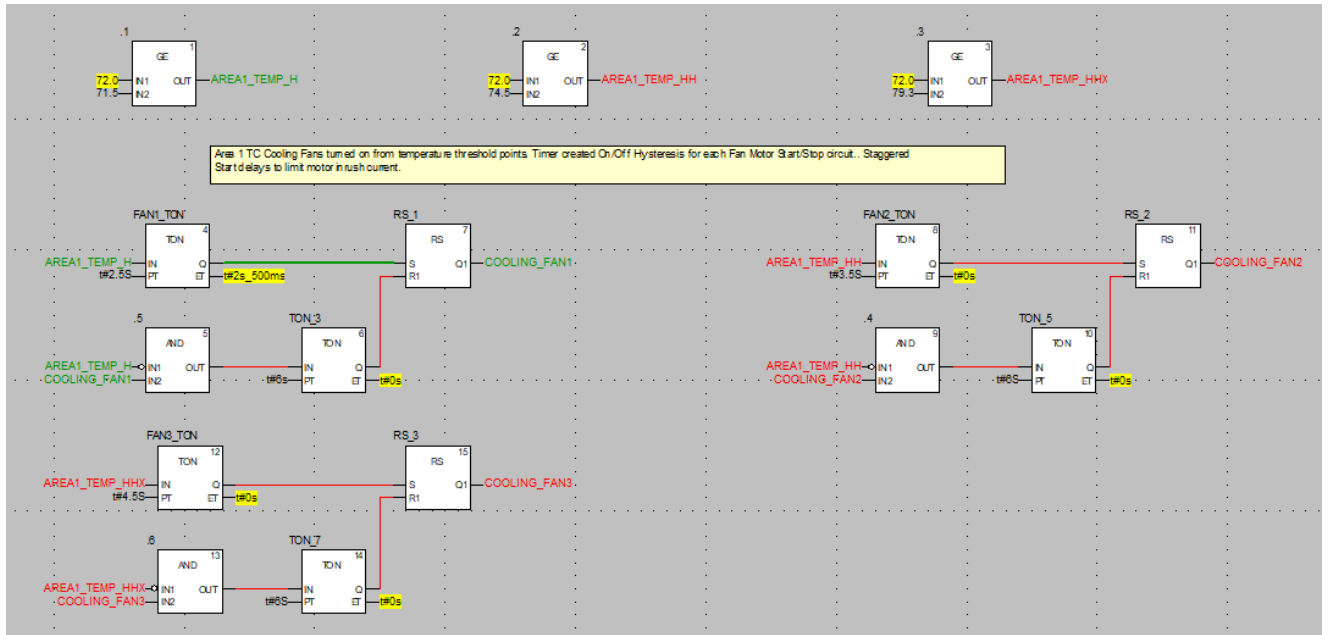 .1 .2 .3
1 2 3
GE GE GE
72.0 IN1 OUT AREA1_TEMP_H 72.0 IN1 OUT AREA1_TEMP_HH 72.0 IN1 OUT AREA1_TEMP_HHX
71.5 IN2 74.5 IN2 79.3 IN2
Area 1 TC Cooling Fans turned on from temperature threshold points. Timer created On/Off Hysteresis for each Fan Motor Start/Stop circuit.. Staggered
Start delays to limit motor inrush current.
FAN1_TON RS_1 FAN2_TON RS_2
4 7 8 11
TON RS TON RS
AREA1_TEMP_H IN Q S Q1 COOLING_FAN1 AREA1_TEMP_HH IN Q S Q1 COOLING_FAN2
t#2.5S PT ET t#2s_500ms R1 t#3.5S PT ET t#0s R1
.5 TON_3 .4 TON_5
5 6 9 10
AND TON AND TON
AREA1_TEMP_H IN1 OUT IN Q AREA1_TEMP_HH IN1 OUT IN Q
COOLING_FAN1 IN2 t#6s PT ET t#0s COOLING_FAN2 IN2 t#6S PT ET t#0s
FAN3_TON RS_3
12 15
TON RS
AREA1_TEMP_HHX IN Q S Q1 COOLING_FAN3
t#4.5S PT ET t#0s R1
.6 TON_7
13 14
AND TON
AREA1_TEMP_HHX IN1 OUT IN Q
COOLING_FAN3 IN2 t#6S PT ET t#0s